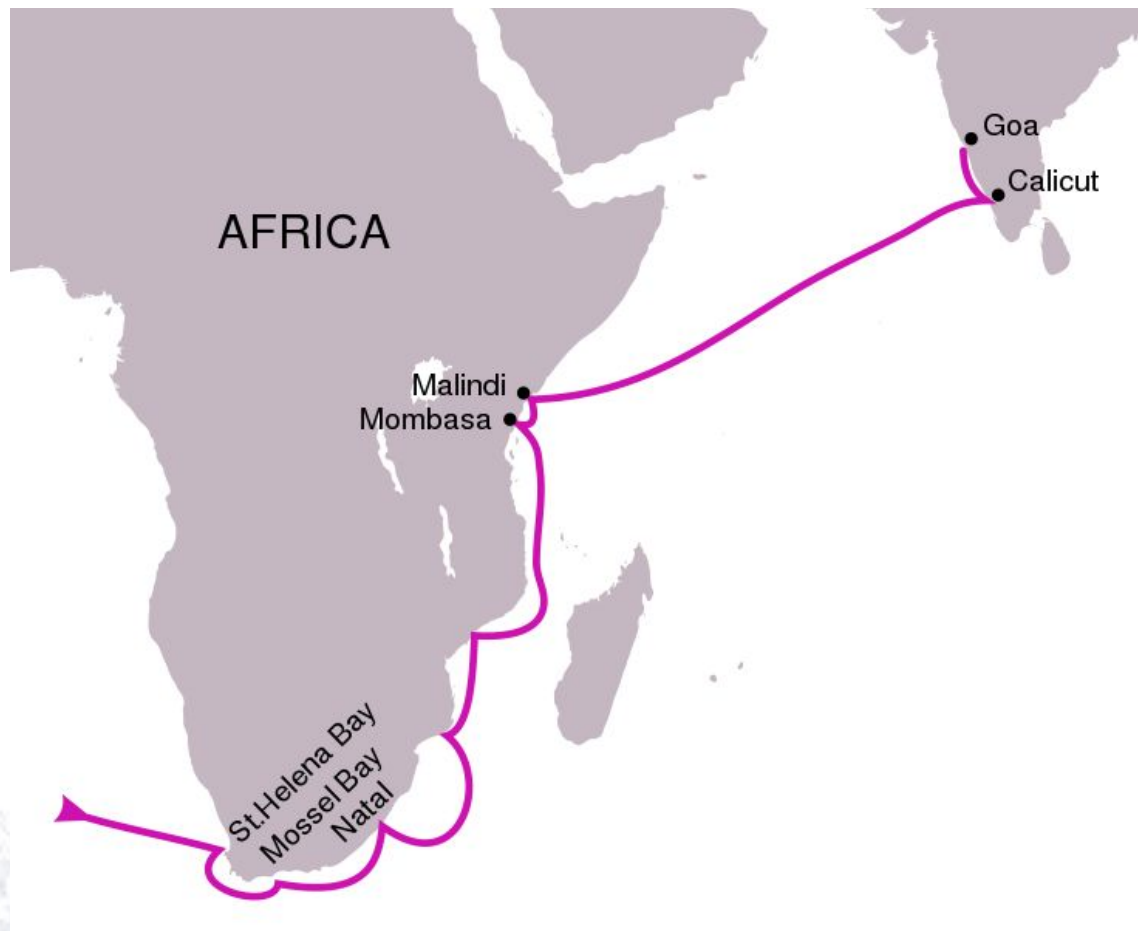 Goa
Calicut
AFRICA
Malindi
Mombasa
St.Helena Bay
Mossel Bay
Natal